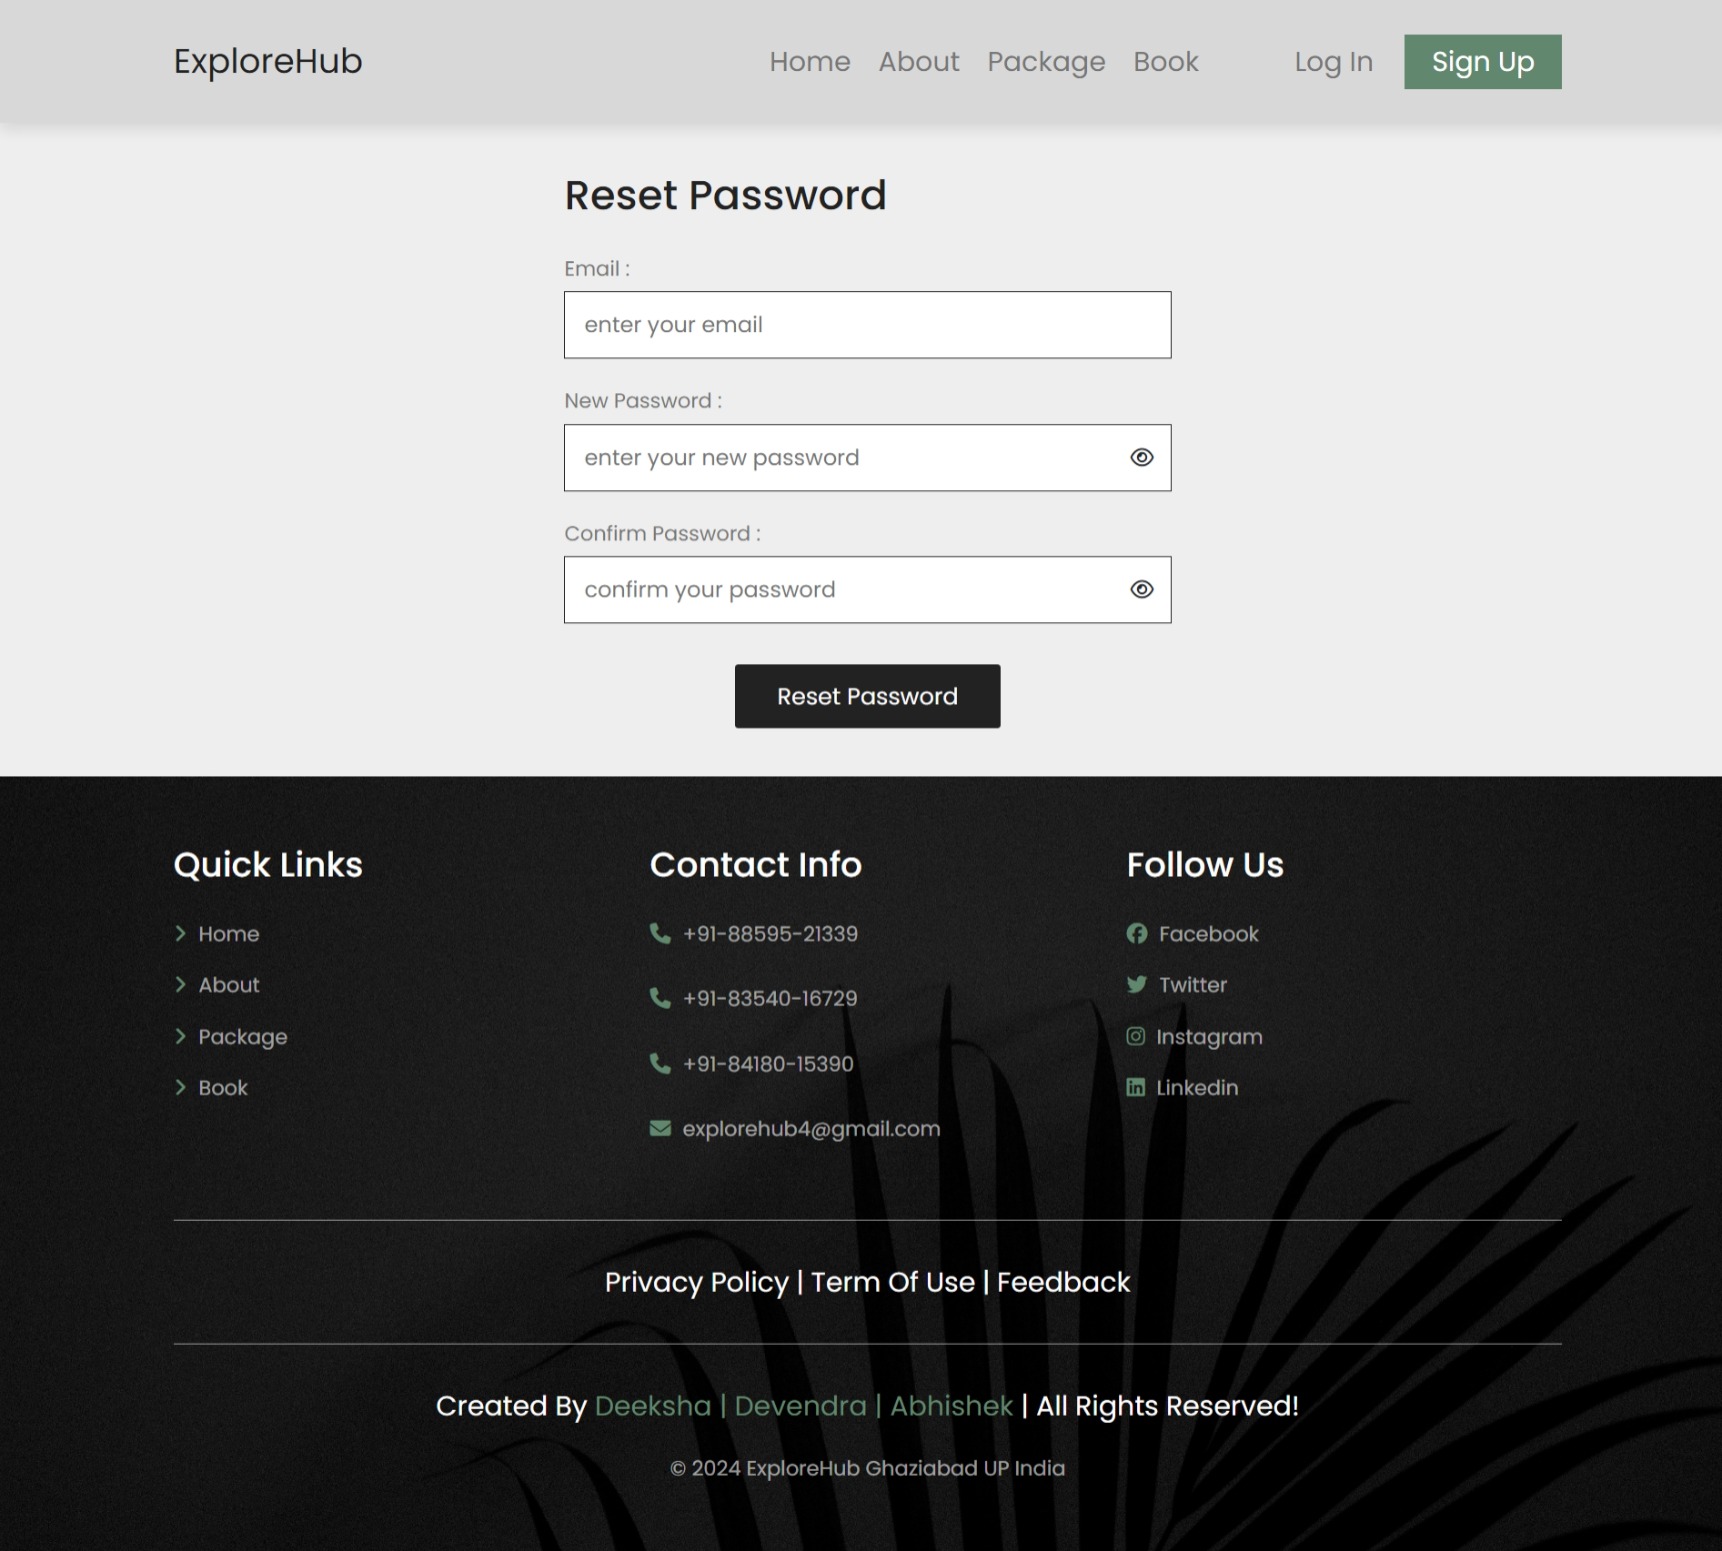 ExploreHub
Home About Package Book Log In Sign Up
Reset Password
Email :
enter your email
New Password :
enter your new password
Confirm Password :
confirm your password
Reset Password
Quick Links
Home
About
Package
Book
Contact Info
+91-88595-21339
+91-83540-16729
+91-84180-15390
explorehub4@gmail.com
Follow Us
Facebook
Twitter
Instagram
Linkedin
Privacy Policy | Term Of Use | Feedback
Created By Deeksha | Devendra | Abhishek | All Rights Reserved!
© 2024 ExploreHub Ghaziabad UP India